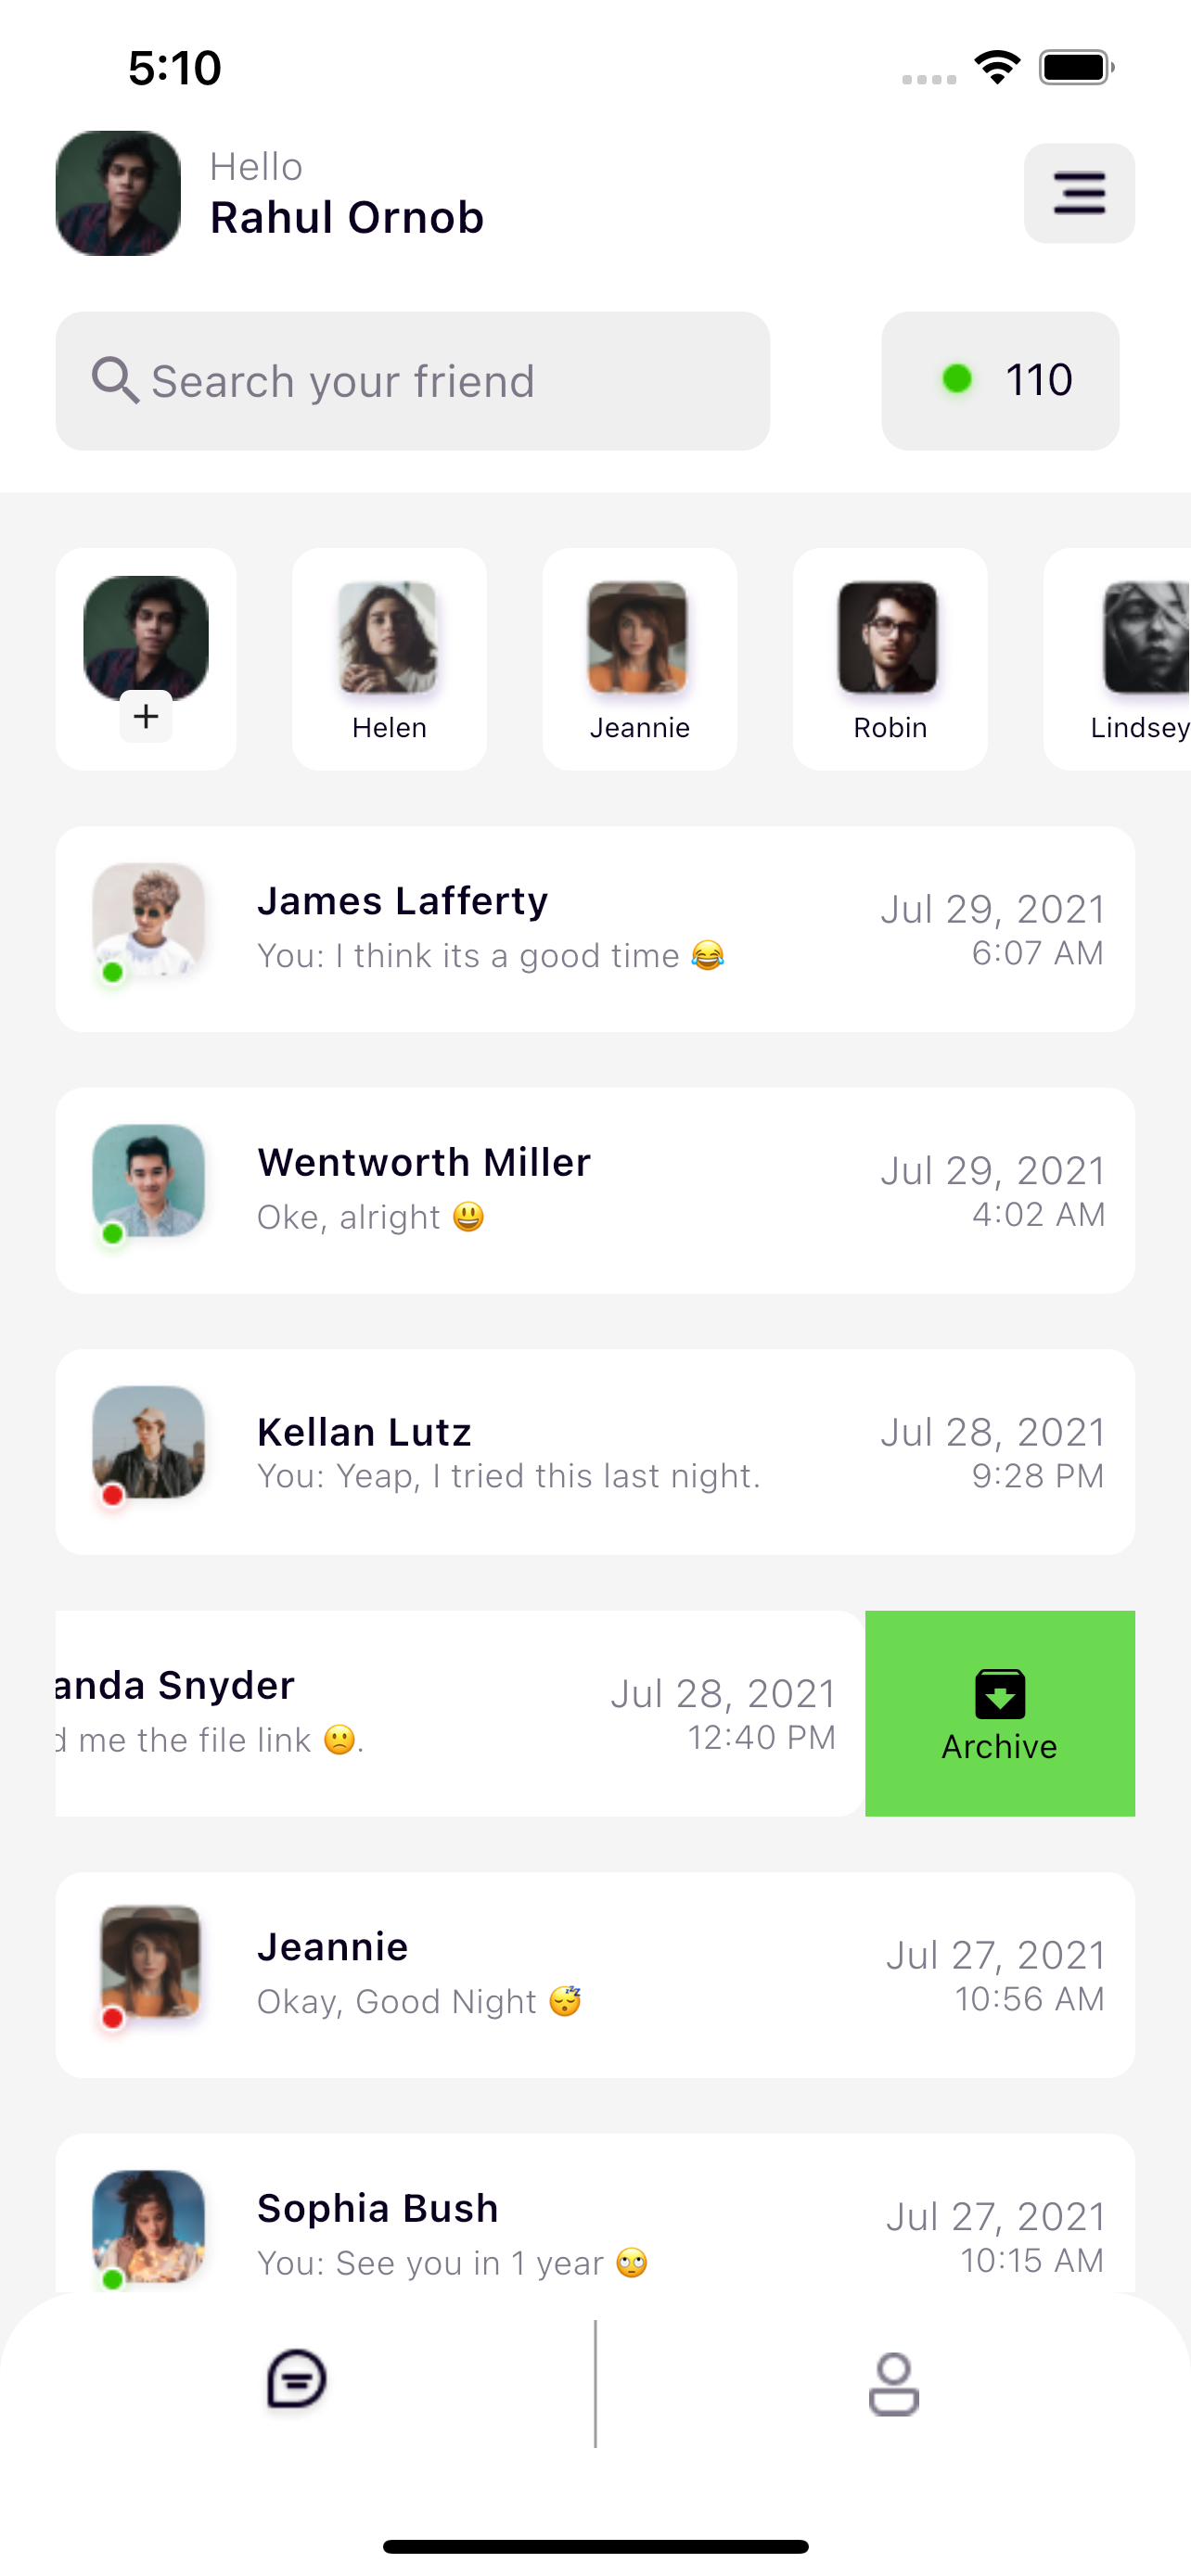 5:10
Hello
Rahul Ornob
Search your friend
110
Helen
Jeannie
Robin
Lindsey
James Lafferty
You: I think its a good time 😂
Jul 29, 2021
6:07 AM
Wentworth Miller
Oke, alright 😃
Jul 29, 2021
4:02 AM
Kellan Lutz
You: Yeap, I tried this last night.
Jul 28, 2021
9:28 PM
anda Snyder
d me the file link 🙁.
Jul 28, 2021
12:40 PM
Archive
Jeannie
Okay, Good Night 😴
Jul 27, 2021
10:56 AM
Sophia Bush
You: See you in 1 year 🙄
Jul 27, 2021
10:15 AM